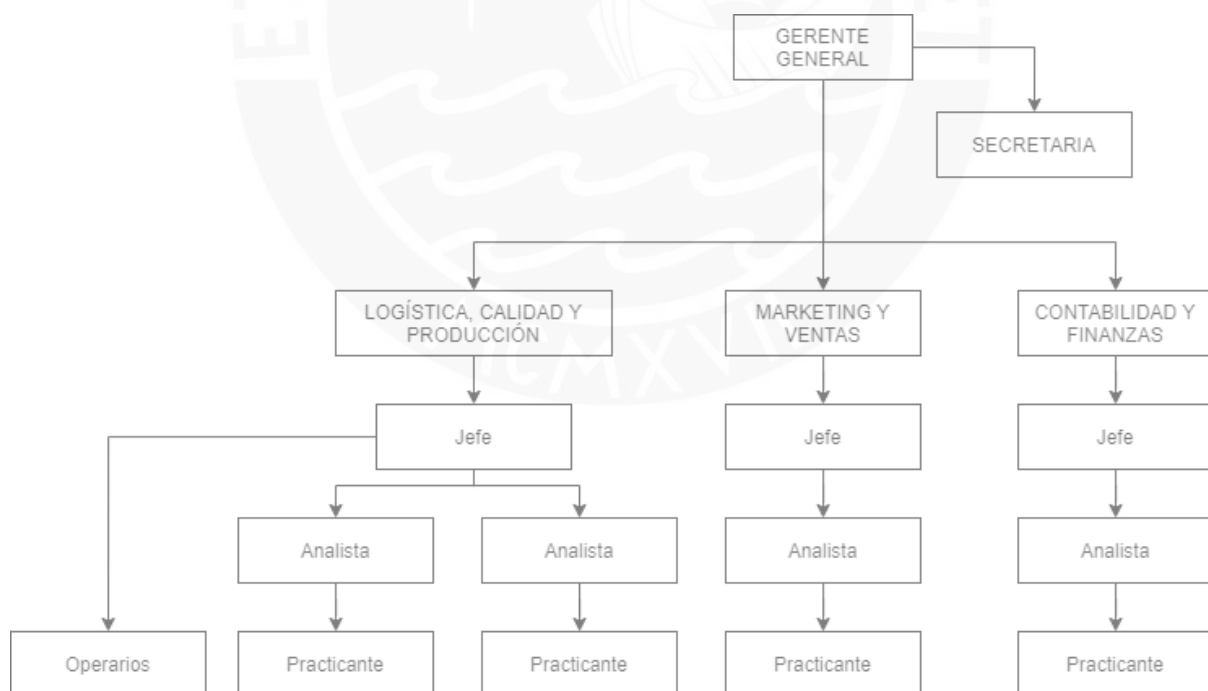 GERENTE
GENERAL
SECRETARIA
LOGÍSTICA, CALIDAD Y
PRODUCCIÓN
MARKETING Y
VENTAS
CONTABILIDAD Y
FINANZAS
Jefe
Jefe
Jefe
Analista
Analista
Analista
Analista
Operarios
Practicante
Practicante
Practicante
Practicante